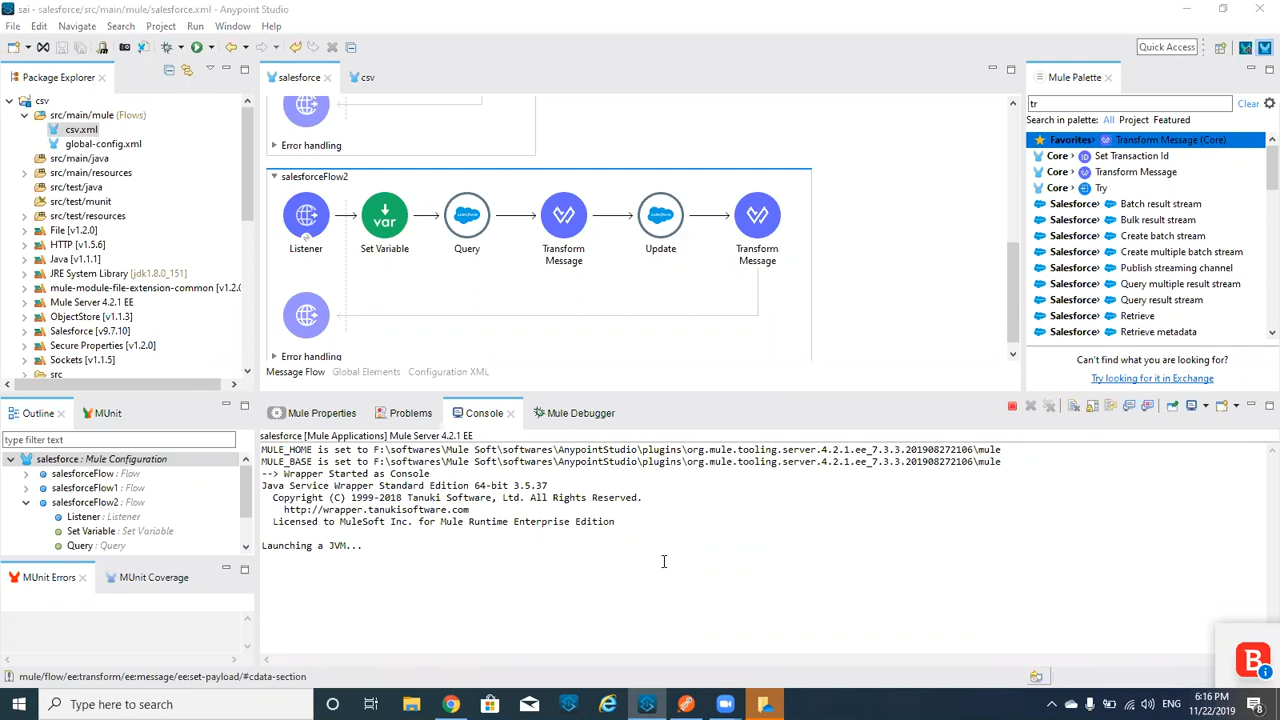 sai - salesforce/src/main/mule/salesforce.xml - Anypoint Studio
File Edit Navigate Search Project Run Window Help
Quick Access
Package Explorer
csv
src/main/mule (Flows)
csv.xml
global-config.xml
src/main/java
src/main/resources
src/test/java
src/test/munit
src/test/resources
File [v1.2.0]
HTTP [v1.5.6]
Java [v1.1.1]
JRE System Library [jdk1.8.0_151]
mule-module-file-extension-common [v1.2.0
Mule Server 4.2.1 EE
ObjectStore [v1.1.3]
Salesforce [v9.7.10]
Secure Properties [v1.2.0]
Sockets [v1.1.5]
src
salesforce
csv
Error handling
salesforceFlow2
var
salesforce
salesforce
Listener
Set Variable
Query
Transform Message
Update
Transform Message
Error handling
Message Flow Global Elements Configuration XML
Mule Palette
tr
Clear
Search in palette: All Project Featured
Favorites> Transform Message (Core)
Core> Set Transaction Id
Core> Transform Message
Core> Try
Salesforce> Batch result stream
Salesforce> Bulk result stream
Salesforce> Create batch stream
Salesforce> Create multiple batch stream
Salesforce> Publish streaming channel
Salesforce> Query multiple result stream
Salesforce> Query result stream
Salesforce> Retrieve
Salesforce> Retrieve metadata
Can't find what you are looking for?
Try looking for it in Exchange
Outline
MUnit
type filter text
salesforce : Mule Configuration
salesforceFlow : Flow
salesforceFlow1 : Flow
salesforceFlow2 : Flow
Listener : Listener
Set Variable : Set Variable
Query : Query
MUnit Errors
MUnit Coverage
Mule Properties
Problems
Console
Mule Debugger
salesforce [Mule Applications] Mule Server 4.2.1 EE
MULE_HOME is set to F:\softwares\Mule Soft\softwares\AnypointStudio\plugins\org.mule.tooling.server.4.2.1.ee_7.3.3.201908272106\mule
MULE_BASE is set to F:\softwares\Mule Soft\softwares\AnypointStudio\plugins\org.mule.tooling.server.4.2.1.ee_7.3.3.201908272106\mule
--> Wrapper Started as Console
Java Service Wrapper Standard Edition 64-bit 3.5.37
Copyright (C) 1999-2018 Tanuki Software, Ltd. All Rights Reserved.
http://wrapper.tanukisoftware.com
Licensed to MuleSoft Inc. for Mule Runtime Enterprise Edition
Launching a JVM...
B
mule/flow/ee:transform/ee:message/ee:set-payload/#cdata-section
Type here to search
6:16 PM
11/22/2019
8